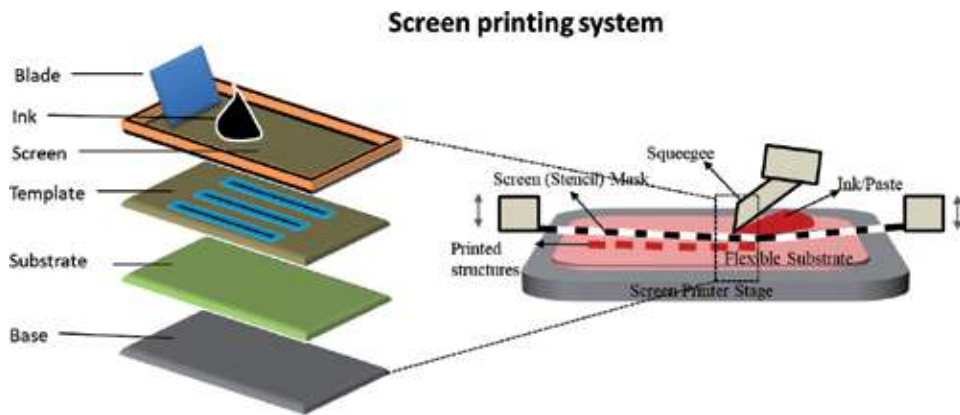 Screen printing system
Blade
Ink
Screen
Template
Substrate
Base
Squeegee
Screen (Stencil) Mask
Ink/Paste
Printed
structures
Flexible Substrate
Screen Printer Stage